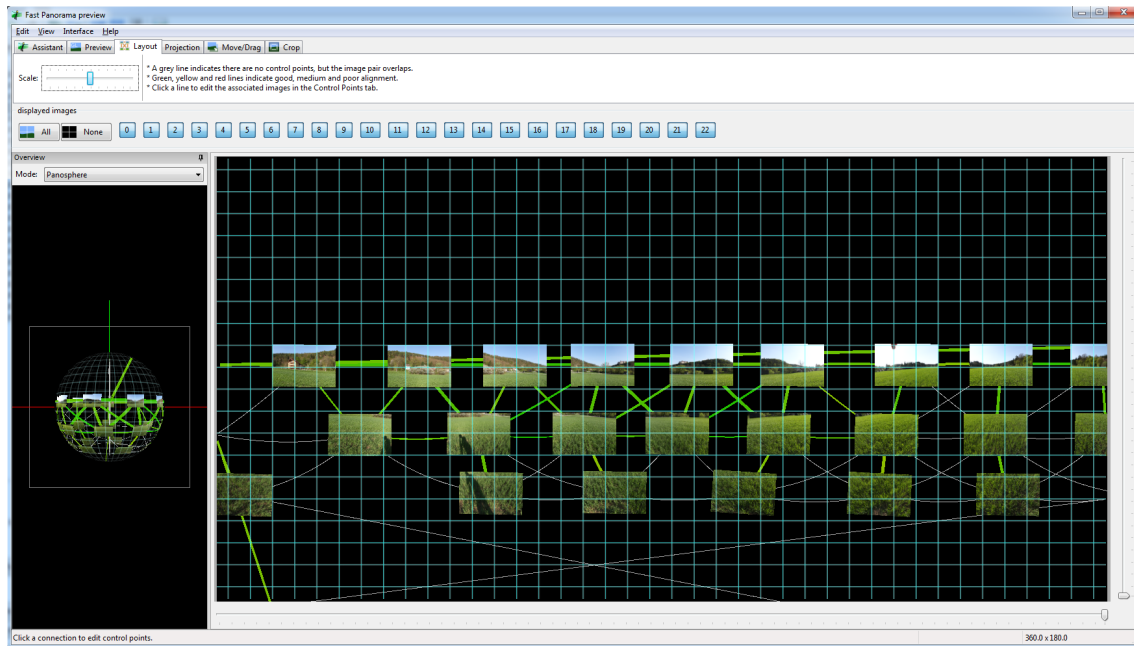 Fast Panorama preview
Edit View Interface Help
Assistant Preview Layout Projection Move/Drag Crop
Scale:
* A grey line indicates there are no control points, but the image pair overlaps.
* Green, yellow and red lines indicate good, medium and poor alignment.
* Click a line to edit the associated images in the Control Points tab.
displayed images
All None 0 1 2 3 4 5 6 7 8 9 10 11 12 13 14 15 16 17 18 19 20 21 22
Overview
Mode: Panosphere
Click a connection to edit control points. 360.0 x 180.0